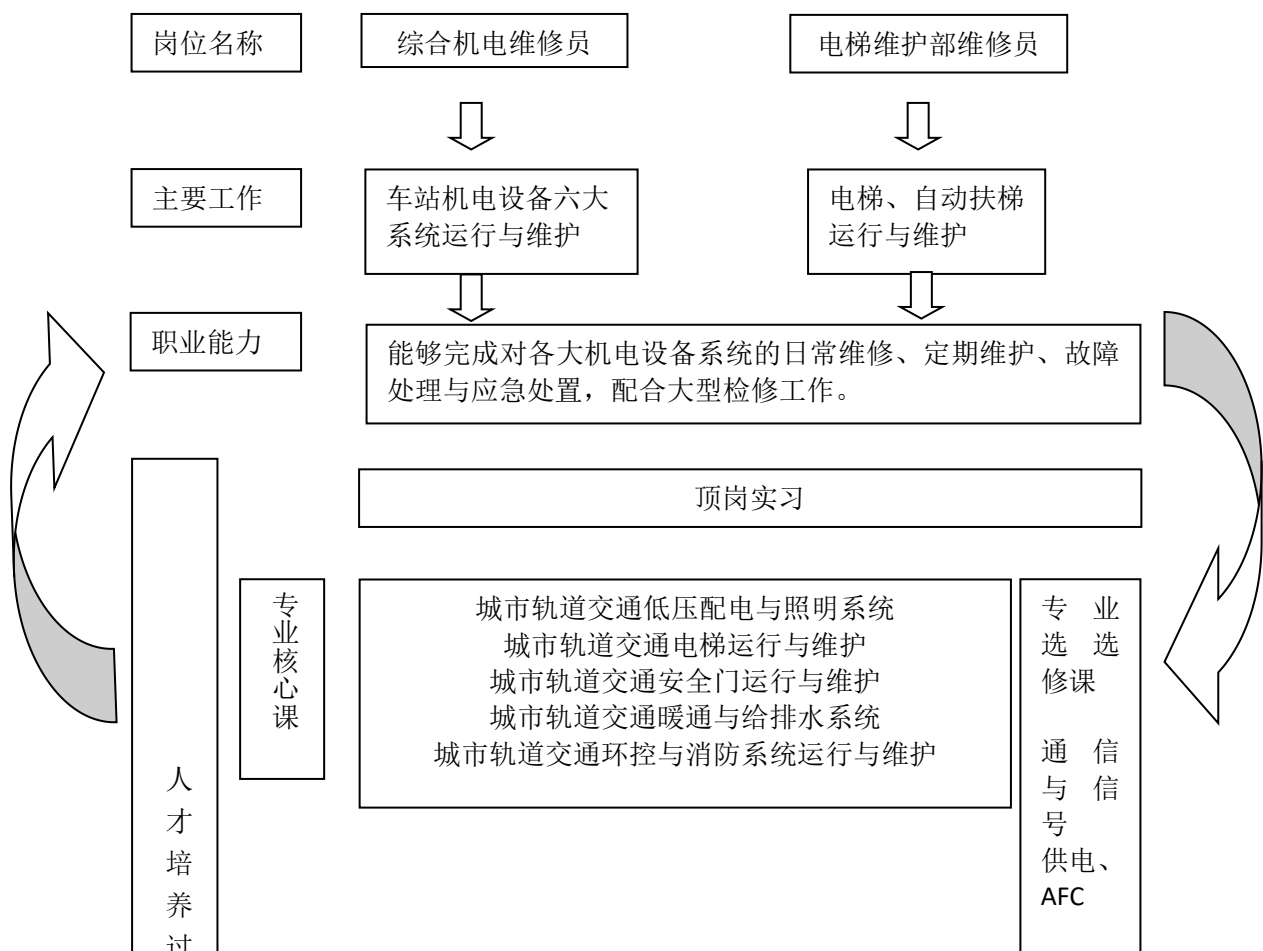 岗位名称
综合机电维修员
电梯维护部维修员
主要工作
车站机电设备六大
系统运行与维护
电梯、自动扶梯
运行与维护
职业能力
能够完成对各大机电设备系统的日常维修、定期维护、故障
处理与应急处置，配合大型检修工作。
顶岗实习
专业核心课
城市轨道交通低压配电与照明系统
城市轨道交通电梯运行与维护
城市轨道交通安全门运行与维护
城市轨道交通暖通与给排水系统
城市轨道交通环控与消防系统运行与维护
专 业
选 选
修课
通 信
与 信
号
供电、
AFC
人
才
培
养
过